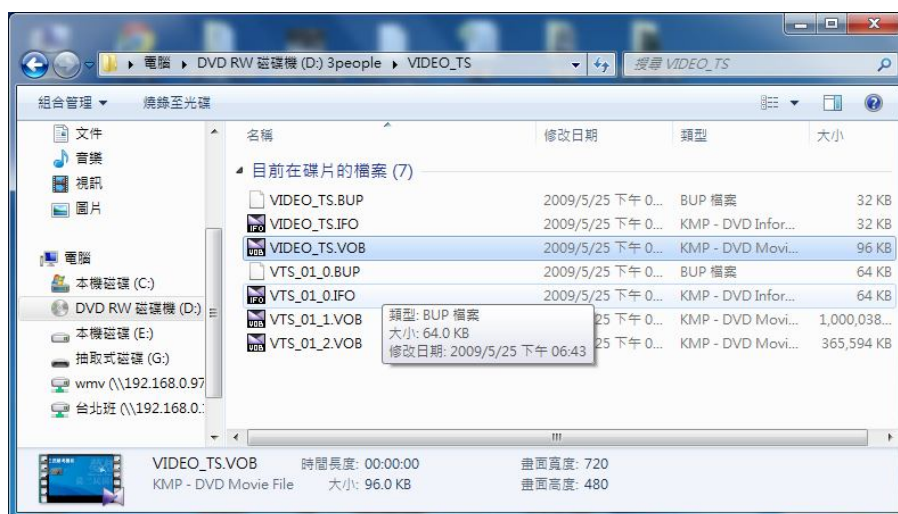 電腦 ▸ DVD RW 磁碟機 (D:) 3people ▸ VIDEO_TS
搜尋 VIDEO_TS
組合管理 燒錄至光碟
文件
音樂
視訊
圖片
電腦
本機磁碟 (C:)
DVD RW 磁碟機 (D:)
本機磁碟 (E:)
抽取式磁碟 (G:)
wmv (\\192.168.0.97
台北班 (\\192.168.0.
名稱 修改日期 類型 大小
目前在碟片的檔案 (7)
VIDEO_TS.BUP 2009/5/25 下午 0... BUP 檔案 32 KB
VIDEO_TS.IFO 2009/5/25 下午 0... KMP - DVD Infor... 32 KB
VIDEO_TS.VOB 2009/5/25 下午 0... KMP - DVD Movi... 96 KB
VTS_01_0.BUP 2009/5/25 下午 0... BUP 檔案 64 KB
VTS_01_0.IFO 2009/5/25 下午 0... KMP - DVD Infor... 64 KB
VTS_01_1.VOB 25 下午 0... KMP - DVD Movi... 1,000,038...
VTS_01_2.VOB 25 下午 0... KMP - DVD Movi... 365,594 KB
類型: BUP 檔案
大小: 64.0 KB
修改日期: 2009/5/25 下午 06:43
VIDEO_TS.VOB 時間長度: 00:00:00 畫面寬度: 720
KMP - DVD Movie File 大小: 96.0 KB 畫面高度: 480